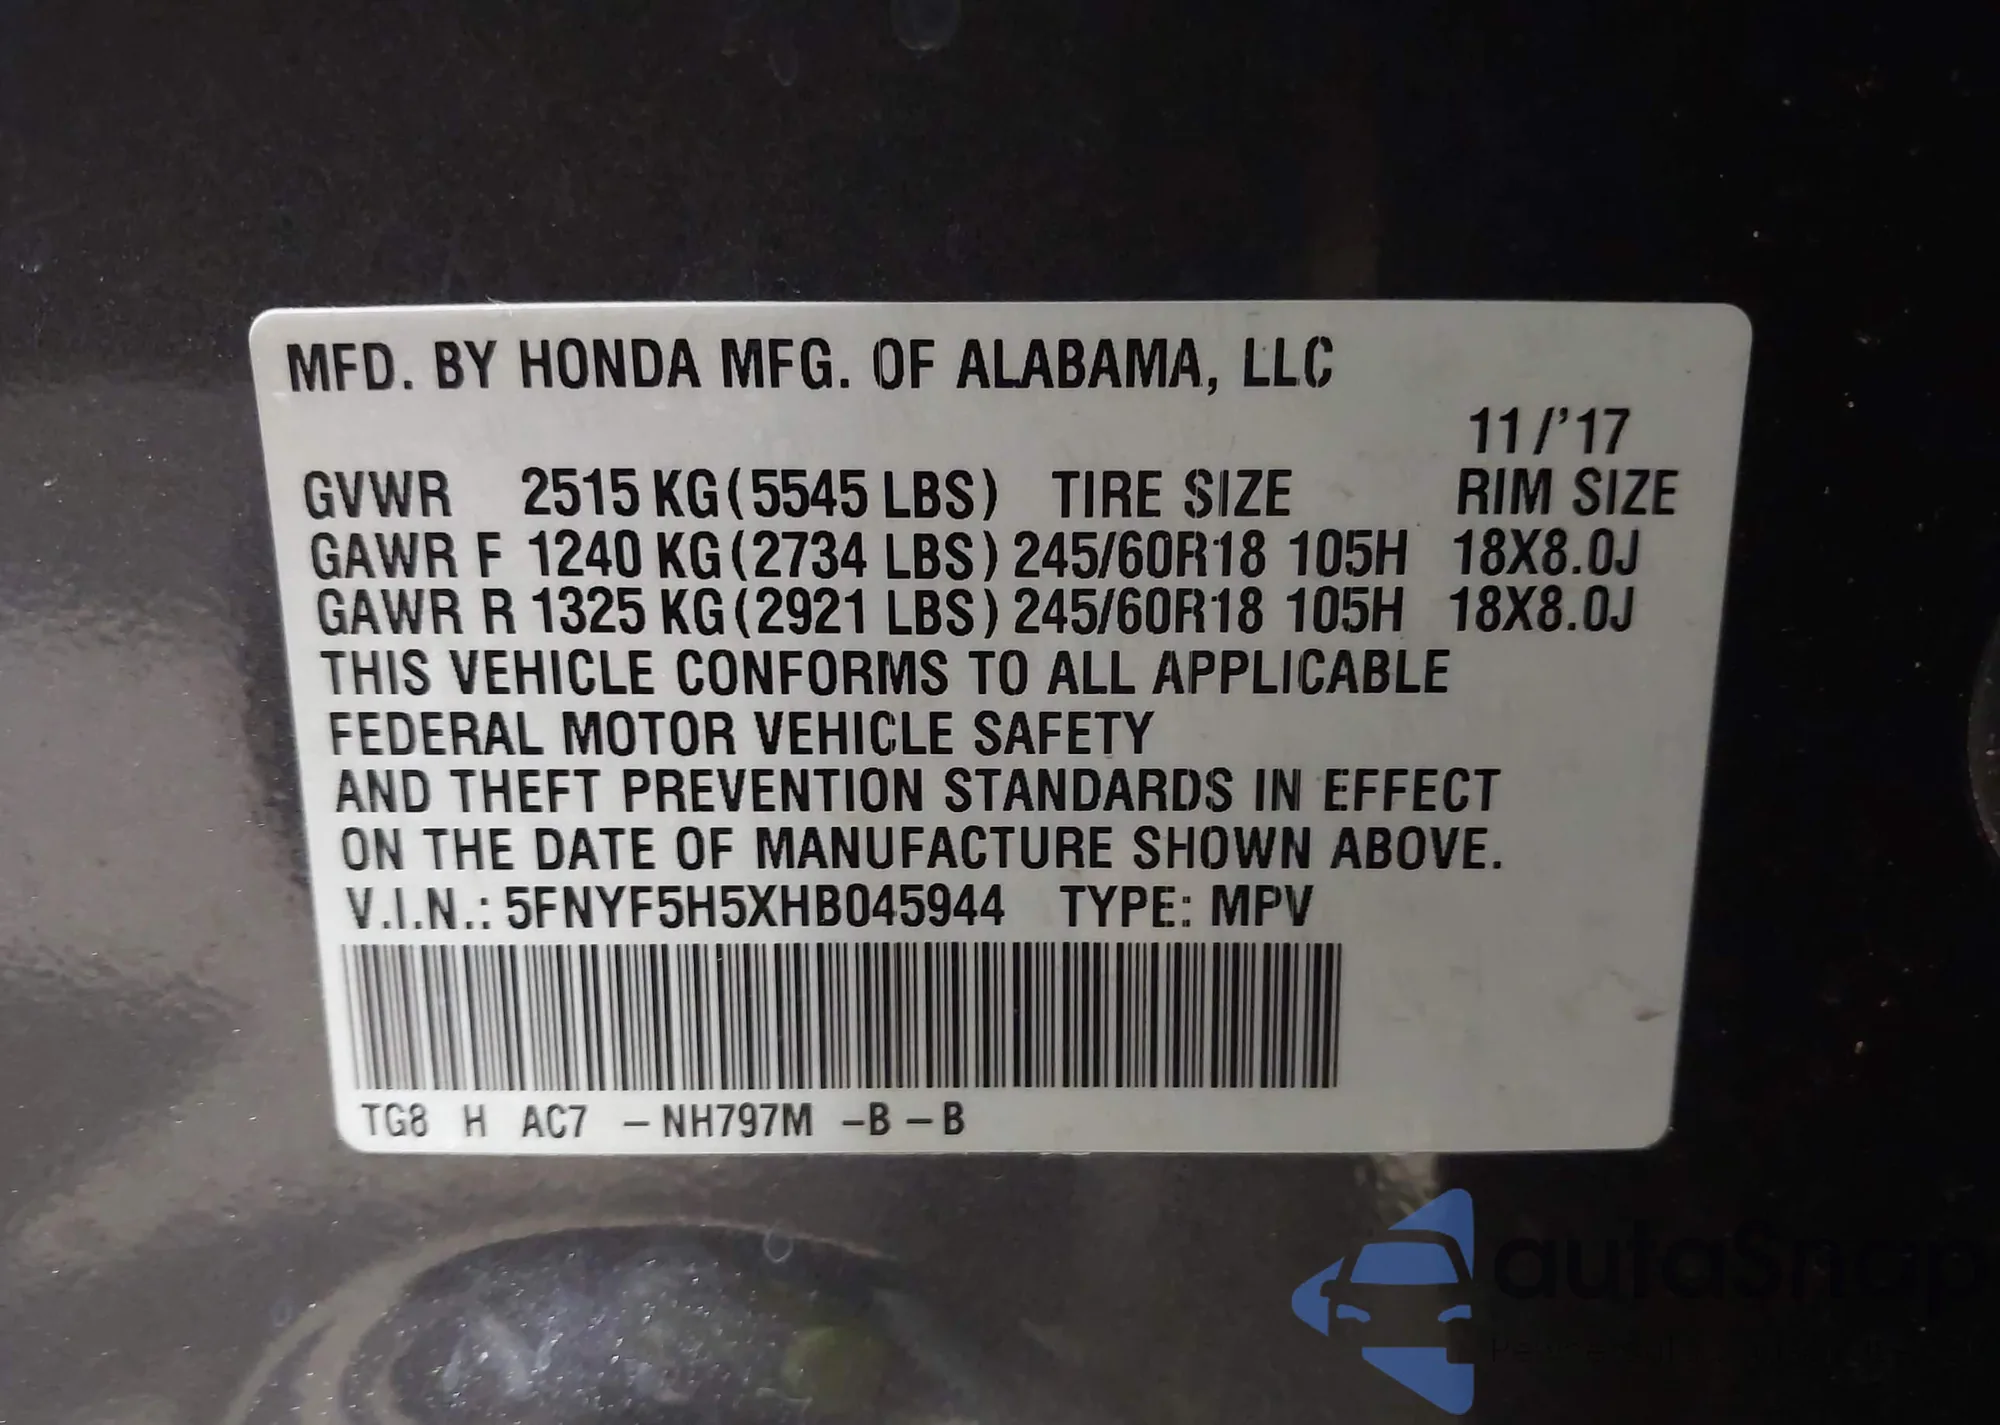 MFD. BY HONDA MFG. OF ALABAMA, LLC
11/'17
GVWR 2515 KG (5545 LBS) TIRE SIZE RIM SIZE
GAWR F 1240 KG (2734 LBS) 245/60R18 105H 18X8.0J
GAWR R 1325 KG (2921 LBS) 245/60R18 105H 18X8.0J
THIS VEHICLE CONFORMS TO ALL APPLICABLE
FEDERAL MOTOR VEHICLE SAFETY
AND THEFT PREVENTION STANDARDS IN EFFECT
ON THE DATE OF MANUFACTURE SHOWN ABOVE.
V.I.N.: 5FNYF5H5XHB045944 TYPE: MPV
TG8 H AC7 – NH797M -B – B
autaSnap